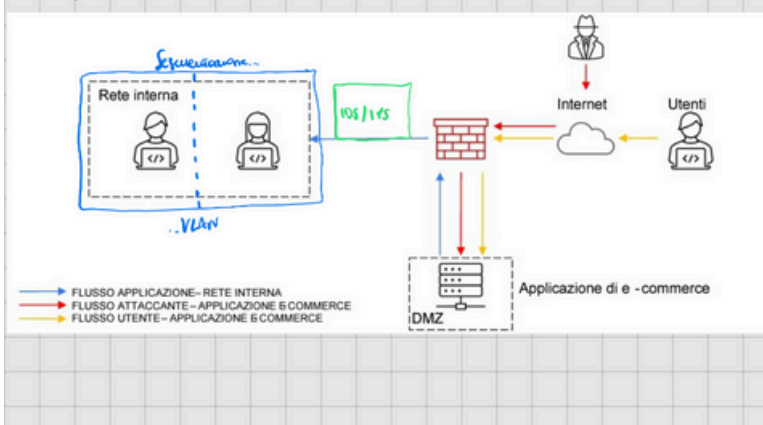 Segmentazione...
Rete interna
IDS/IPS
Internet
Utenti
...VLAN
FLUSSO APPLICAZIONE– RETE INTERNA
FLUSSO ATTACCANTE – APPLICAZIONE E COMMERCE
FLUSSO UTENTE – APPLICAZIONE E COMMERCE
DMZ
Applicazione di e - commerce